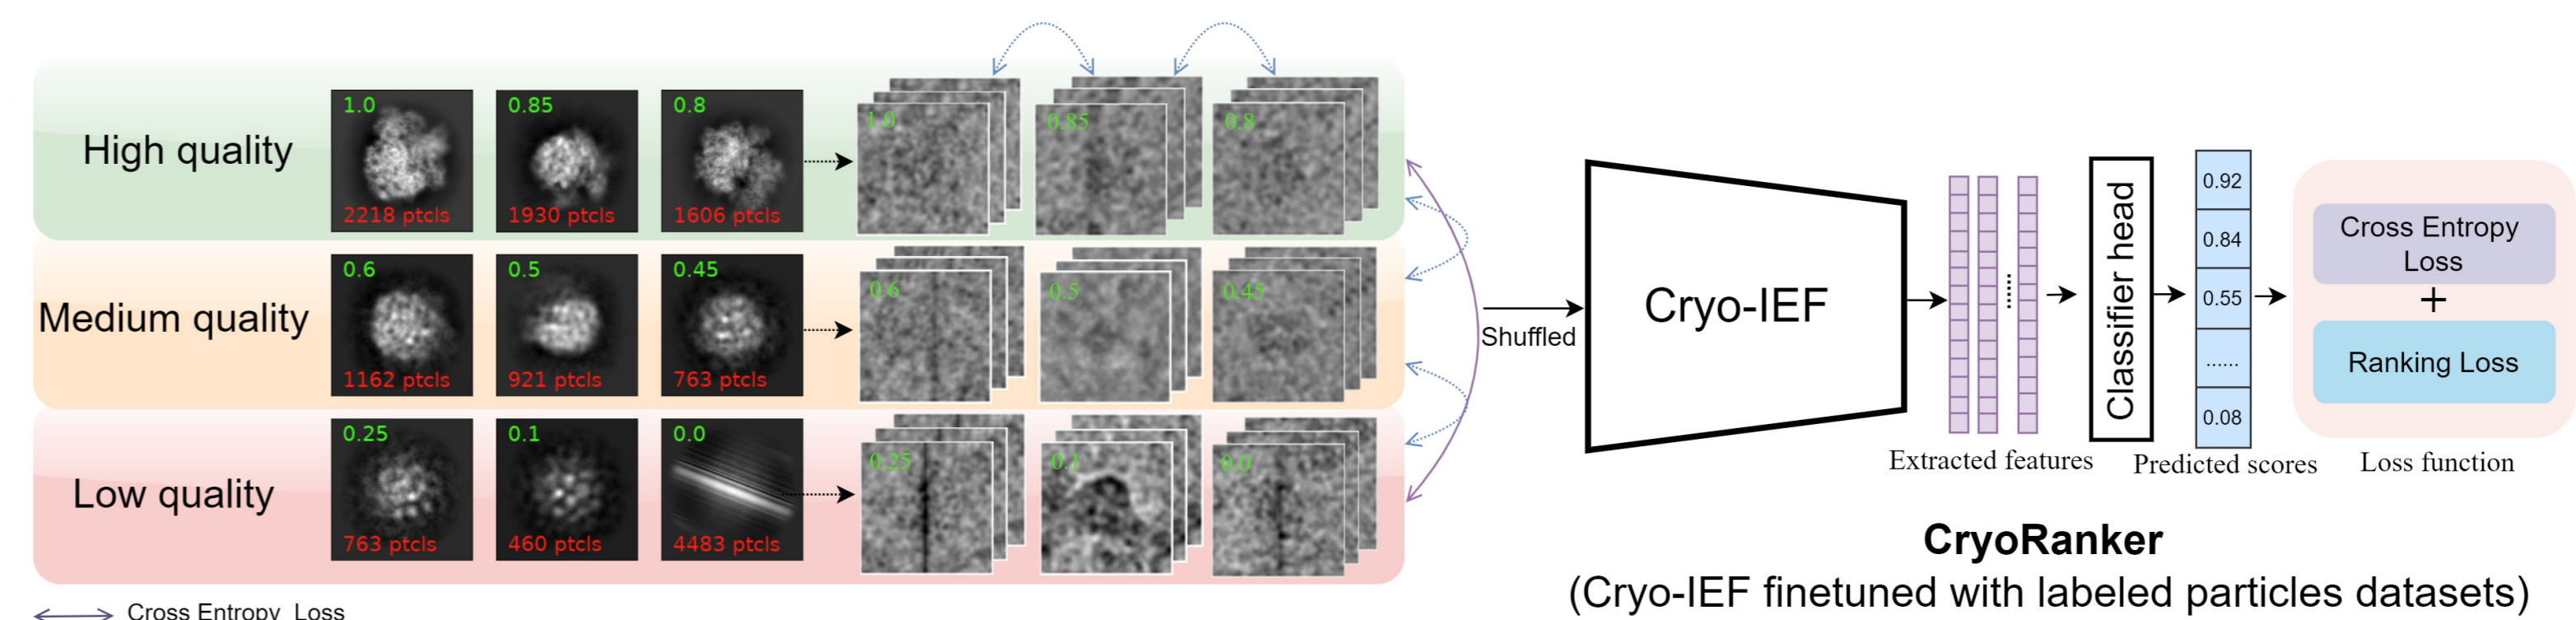 High quality
1.0
0.85
0.8
2218 ptcls
1930 ptcls
1606 ptcls
1.0
0.85
0.8
Medium quality
0.6
0.5
0.45
1162 ptcls
921 ptcls
763 ptcls
0.6
0.5
0.45
Low quality
0.25
0.1
0.0
763 ptcls
460 ptcls
4483 ptcls
0.25
0.1
0.0
Cross Entropy Loss
Shuffled
Cryo-IEF
Extracted features
Classifier head
0.92
0.84
0.55
......
0.08
Predicted scores
Cross Entropy
Loss
+
Ranking Loss
Loss function
CryoRanker
(Cryo-IEF finetuned with labeled particles datasets)